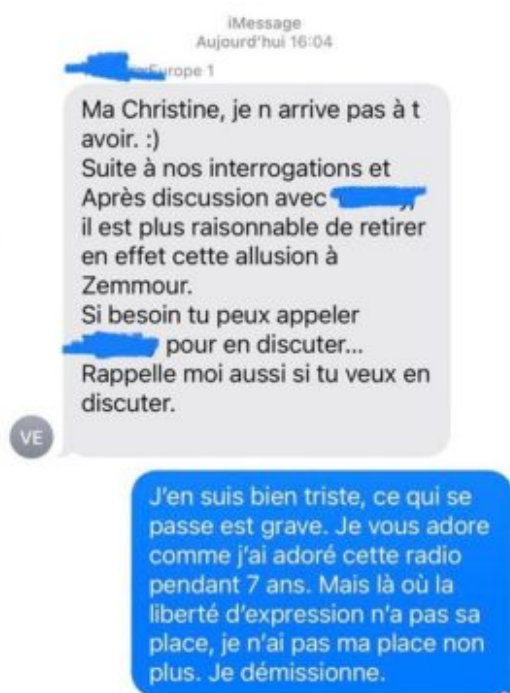 iMessage
Aujourd'hui 16:04
Europe 1
Ma Christine, je n arrive pas à t
avoir. :)
Suite à nos interrogations et
Après discussion avec
il est plus raisonnable de retirer
en effet cette allusion à
Zemmour.
Si besoin tu peux appeler
pour en discuter...
Rappelle moi aussi si tu veux en
discuter.
VE
J'en suis bien triste, ce qui se
passe est grave. Je vous adore
comme j'ai adoré cette radio
pendant 7 ans. Mais là où la
liberté d'expression n'a pas sa
place, je n'ai pas ma place non
plus. Je démissionne.